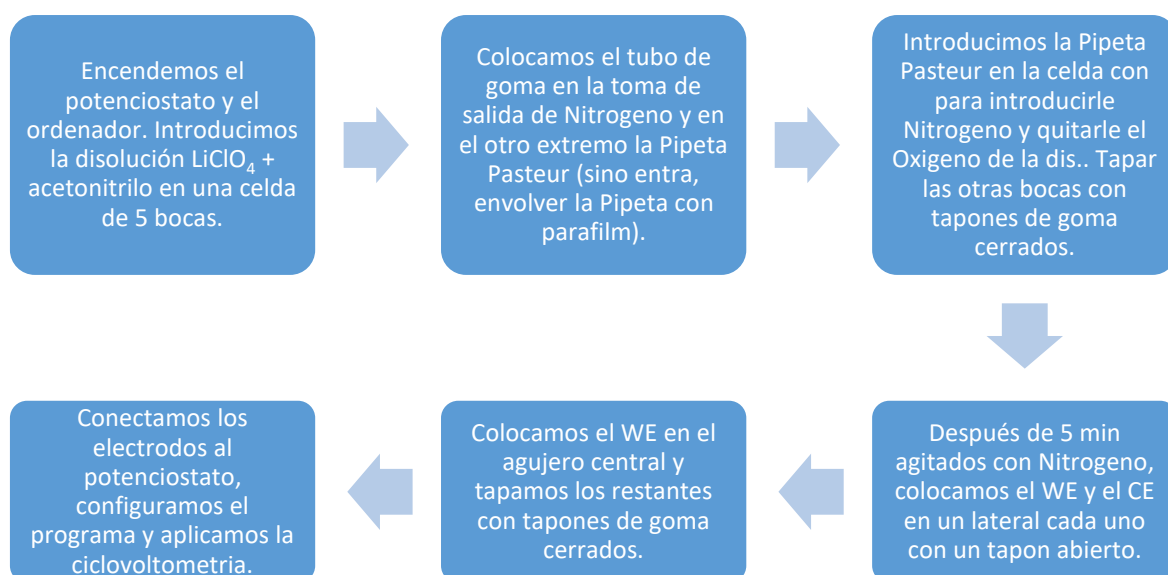 Encendemos el
potenciostato y el
ordenador. Introducimos
la disolución LiClO₄ +
acetonitrilo en una celda
de 5 bocas.
Colocamos el tubo de
goma en la toma de
salida de Nitrogeno y en
el otro extremo la Pipeta
Pasteur (sino entra,
envolver la Pipeta con
parafilm).
Introducimos la Pipeta
Pasteur en la celda con
para introducirle
Nitrogeno y quitarle el
Oxigeno de la dis.. Tapar
las otras bocas con
tapones de goma
cerrados.
Después de 5 min
agitados con Nitrogeno,
colocamos el WE y el CE
en un lateral cada uno
con un tapon abierto.
Colocamos el WE en el
agujero central y
tapamos los restantes
con tapones de goma
cerrados.
Conectamos los
electrodos al
potenciostato,
configuramos el
programa y aplicamos la
ciclovoltometria.